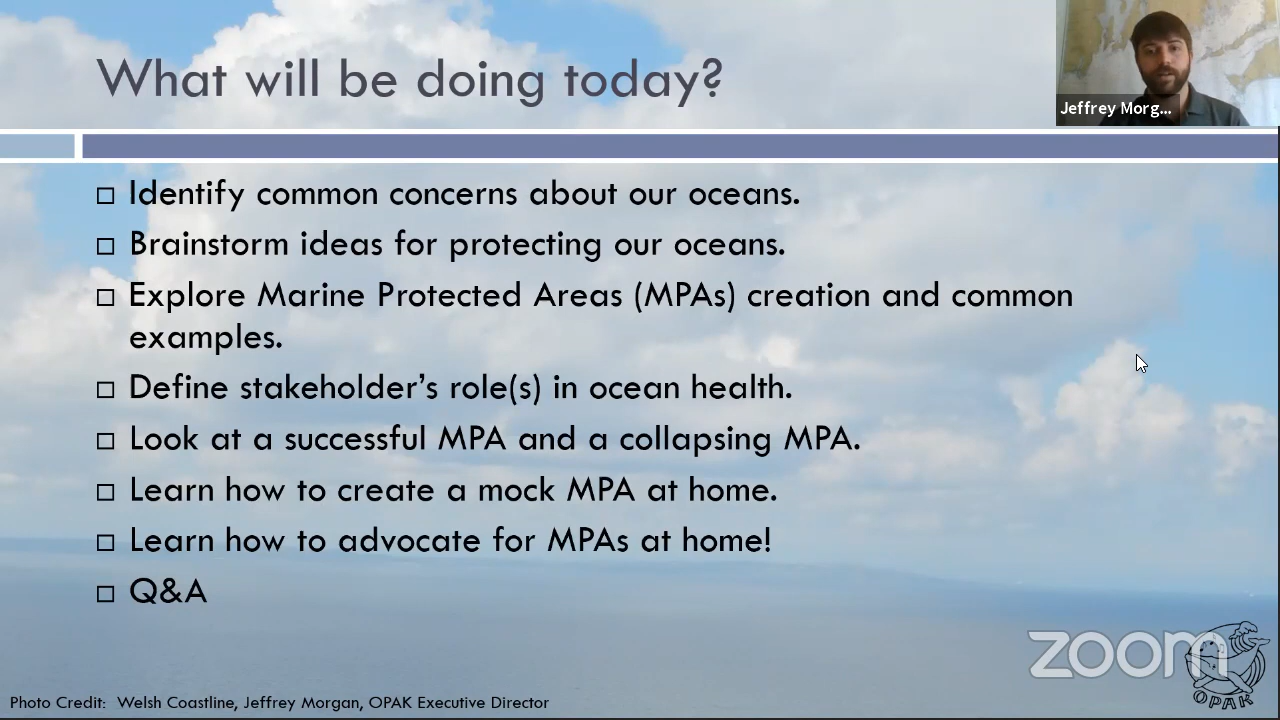 What will be doing today?
Jeffrey Morg...
Identify common concerns about our oceans.
Brainstorm ideas for protecting our oceans.
Explore Marine Protected Areas (MPAs) creation and common
examples.
Define stakeholder’s role(s) in ocean health.
Look at a successful MPA and a collapsing MPA.
Learn how to create a mock MPA at home.
Learn how to advocate for MPAs at home!
Q&A
zoom
OPAK
Photo Credit:  Welsh Coastline, Jeffrey Morgan, OPAK Executive Director